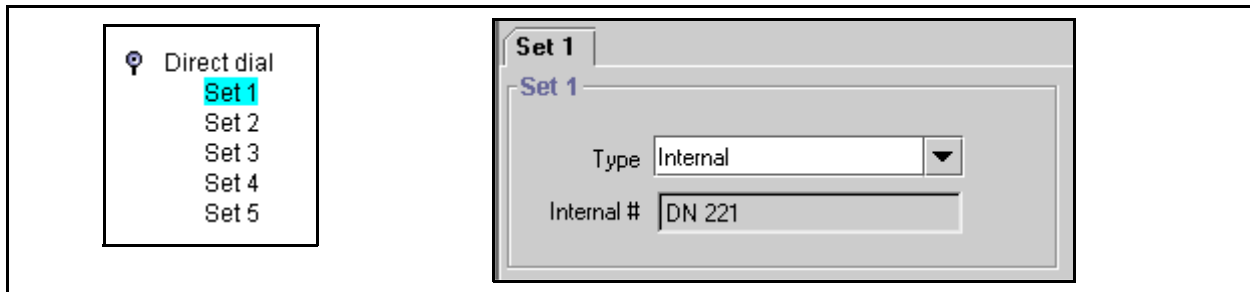 Direct dial
Set 1
Set 2
Set 3
Set 4
Set 5
Set 1
Set 1
Type Internal
Internal # DN 221